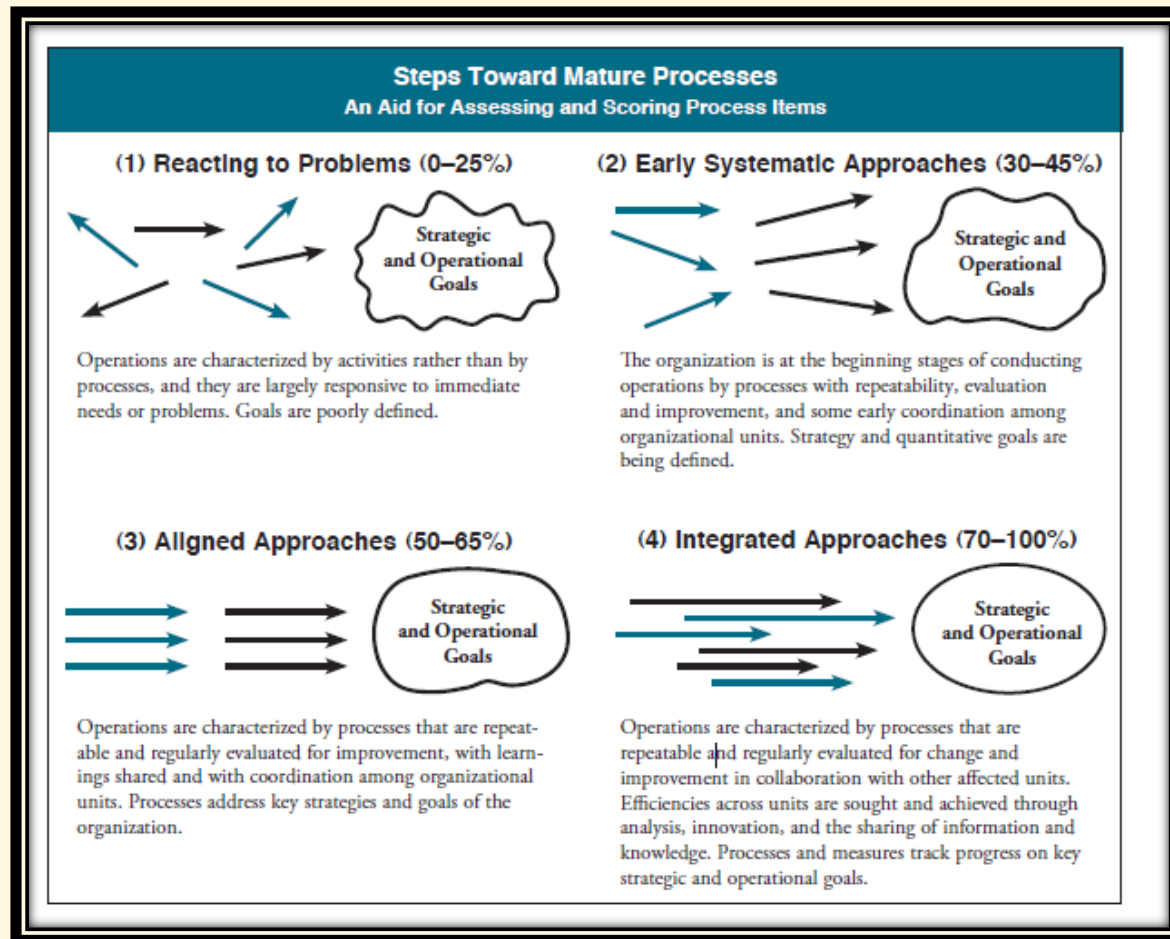 Steps Toward Mature Processes
An Aid for Assessing and Scoring Process Items
(1) Reacting to Problems (0–25%)
Strategic
and Operational
Goals
Operations are characterized by activities rather than by
processes, and they are largely responsive to immediate
needs or problems. Goals are poorly defined.
(2) Early Systematic Approaches (30–45%)
Strategic and
Operational
Goals
The organization is at the beginning stages of conducting
operations by processes with repeatability, evaluation
and improvement, and some early coordination among
organizational units. Strategy and quantitative goals are
being defined.
(3) Aligned Approaches (50–65%)
Strategic
and Operational
Goals
Operations are characterized by processes that are repeat-
able and regularly evaluated for improvement, with learn-
ings shared and with coordination among organizational
units. Processes address key strategies and goals of the
organization.
(4) Integrated Approaches (70–100%)
Strategic
and Operational
Goals
Operations are characterized by processes that are
repeatable and regularly evaluated for change and
improvement in collaboration with other affected units.
Efficiencies across units are sought and achieved through
analysis, innovation, and the sharing of information and
knowledge. Processes and measures track progress on key
strategic and operational goals.